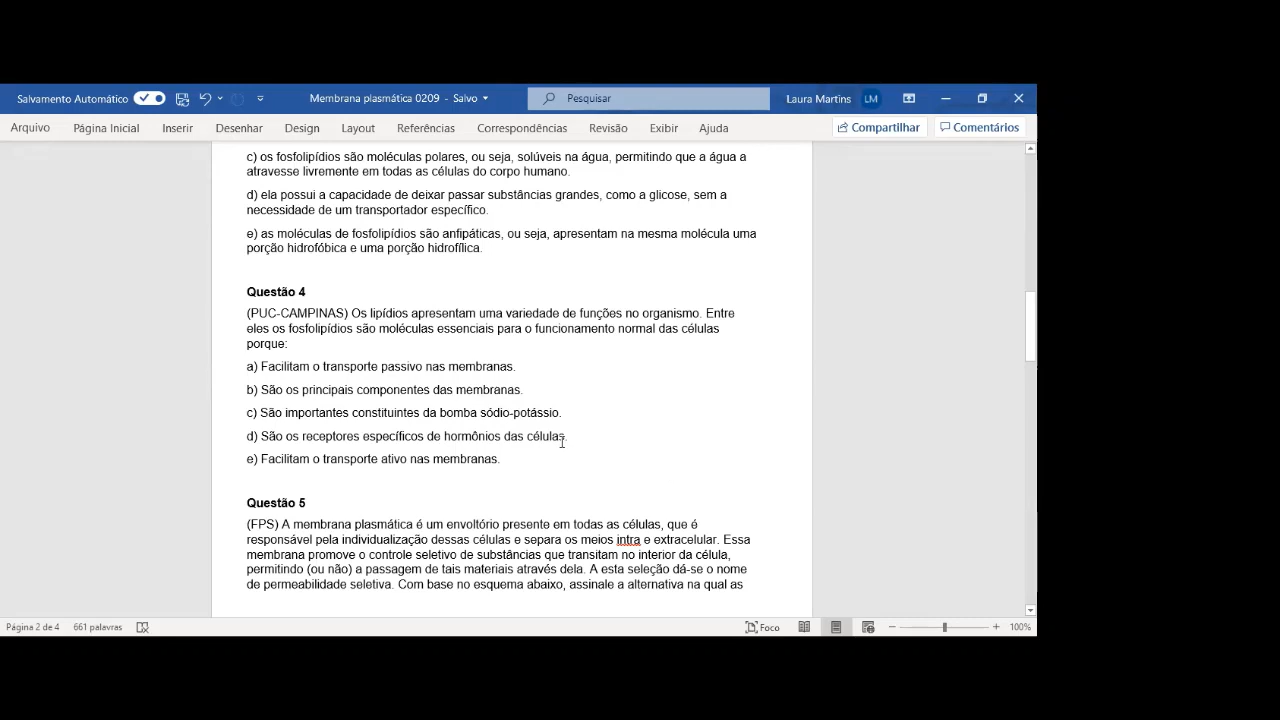 Salvamento Automático
Membrana plasmática 0209 - Salvo
Pesquisar
Laura Martins LM
Arquivo Página Inicial Inserir Desenhar Design Layout Referências Correspondências Revisão Exibir Ajuda Compartilhar Comentários
c) os fosfolipídios são moléculas polares, ou seja, solúveis na água, permitindo que a água a
atravesse livremente em todas as células do corpo humano.
d) ela possui a capacidade de deixar passar substâncias grandes, como a glicose, sem a
necessidade de um transportador específico.
e) as moléculas de fosfolipídios são anfipáticas, ou seja, apresentam na mesma molécula uma
porção hidrofóbica e uma porção hidrofílica.
Questão 4
(PUC-CAMPINAS) Os lipídios apresentam uma variedade de funções no organismo. Entre
eles os fosfolipídios são moléculas essenciais para o funcionamento normal das células
porque:
a) Facilitam o transporte passivo nas membranas.
b) São os principais componentes das membranas.
c) São importantes constituintes da bomba sódio-potássio.
d) São os receptores específicos de hormônios das células.
e) Facilitam o transporte ativo nas membranas.
Questão 5
(FPS) A membrana plasmática é um envoltório presente em todas as células, que é
responsável pela individualização dessas células e separa os meios intra e extracelular. Essa
membrana promove o controle seletivo de substâncias que transitam no interior da célula,
permitindo (ou não) a passagem de tais materiais através dela. A esta seleção dá-se o nome
de permeabilidade seletiva. Com base no esquema abaixo, assinale a alternativa na qual as
Página 2 de 4 661 palavras Foco 100%